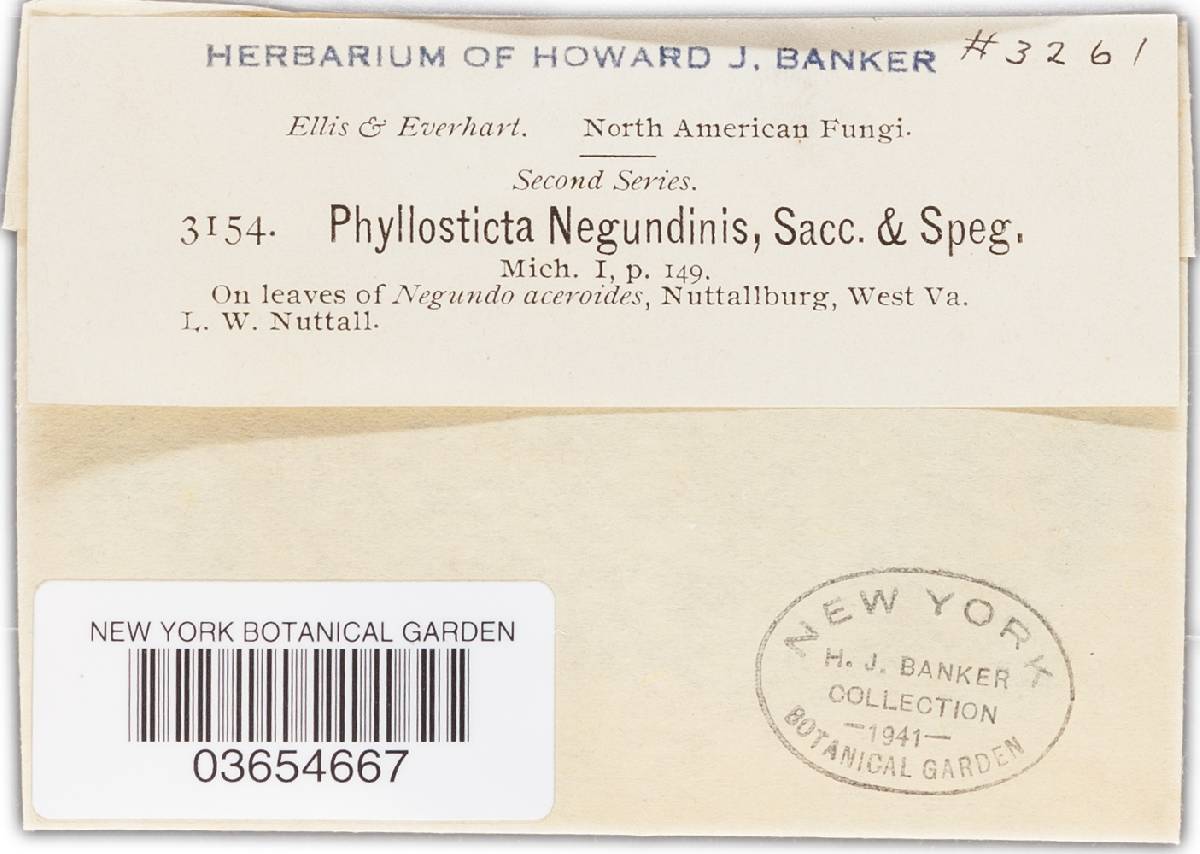 HERBARIUM OF HOWARD J. BANKER #3261
Ellis & Everhart. North American Fungi.
Second Series.
3154. Phyllosticta Negundinis, Sacc. & Speg.
Mich. I, p. 149.
On leaves of Negundo aceroides, Nuttallburg, West Va.
L. W. Nuttall.
NEW YORK BOTANICAL GARDEN
03654667
NEW YORK
H. J. BANKER
COLLECTION
—1941—
BOTANICAL GARDEN